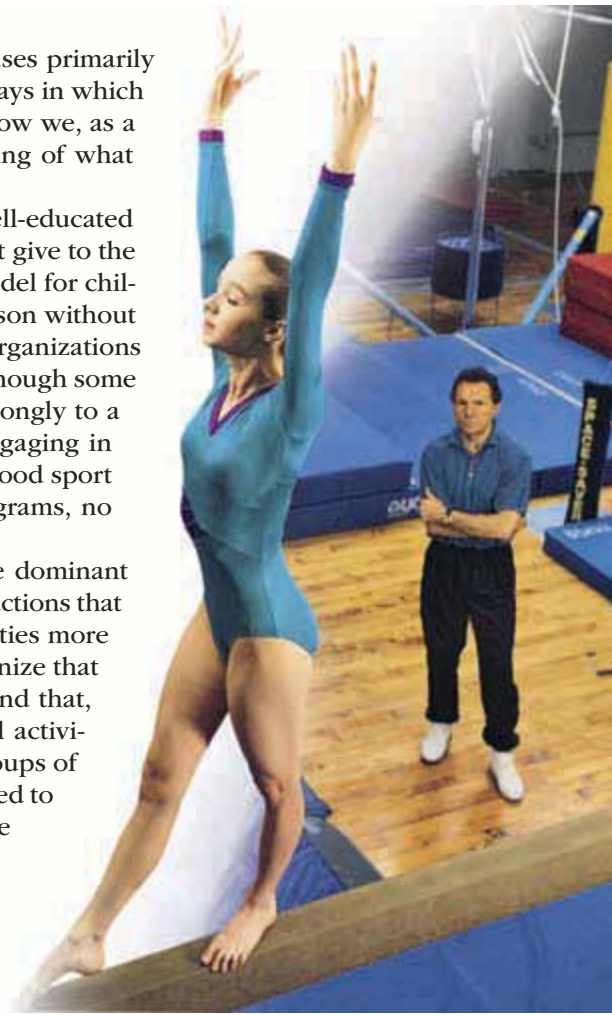 ses primarily
ays in which
ow we, as a
ng of what
ell-educated
t give to the
del for chil-
son without
rganizations
hough some
ongly to a
gaging in
ood sport
grams, no
e dominant
ctions that
ties more
nize that
nd that,
l activi-
oups of
ed to
e